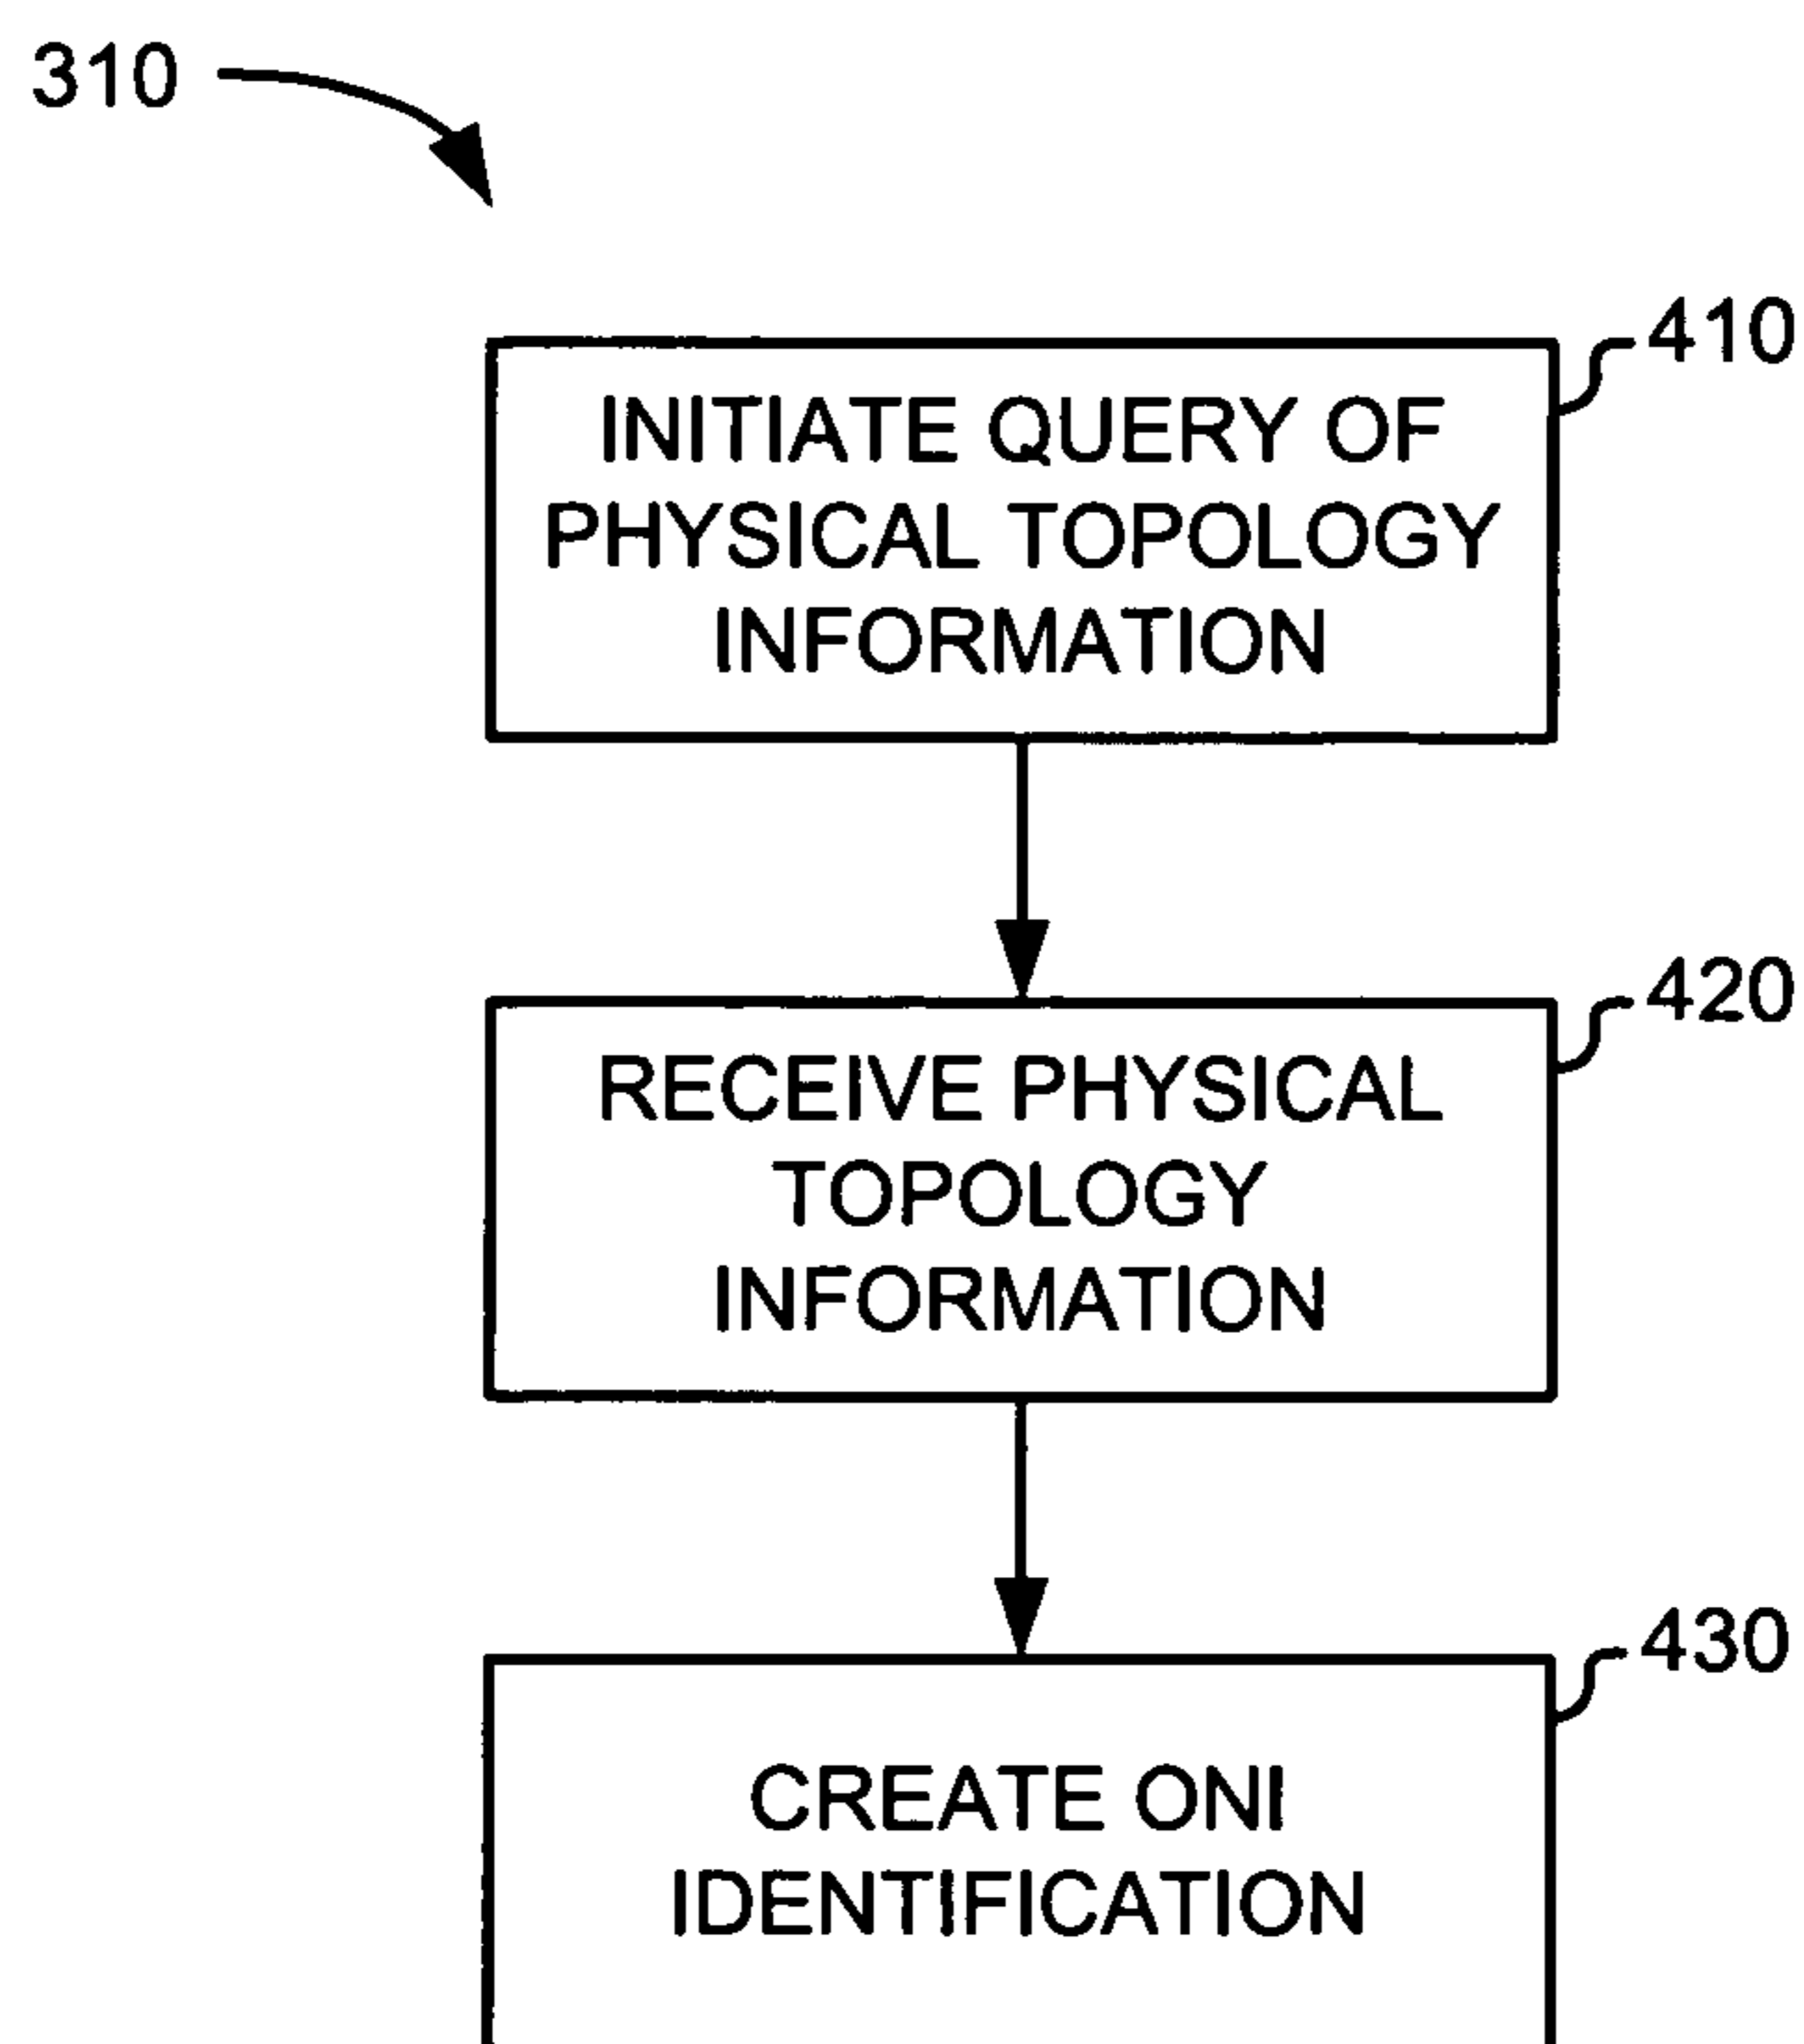 310
410
INITIATE QUERY OF
PHYSICAL TOPOLOGY
INFORMATION
420
RECEIVE PHYSICAL
TOPOLOGY
INFORMATION
430
CREATE ONI
IDENTIFICATION